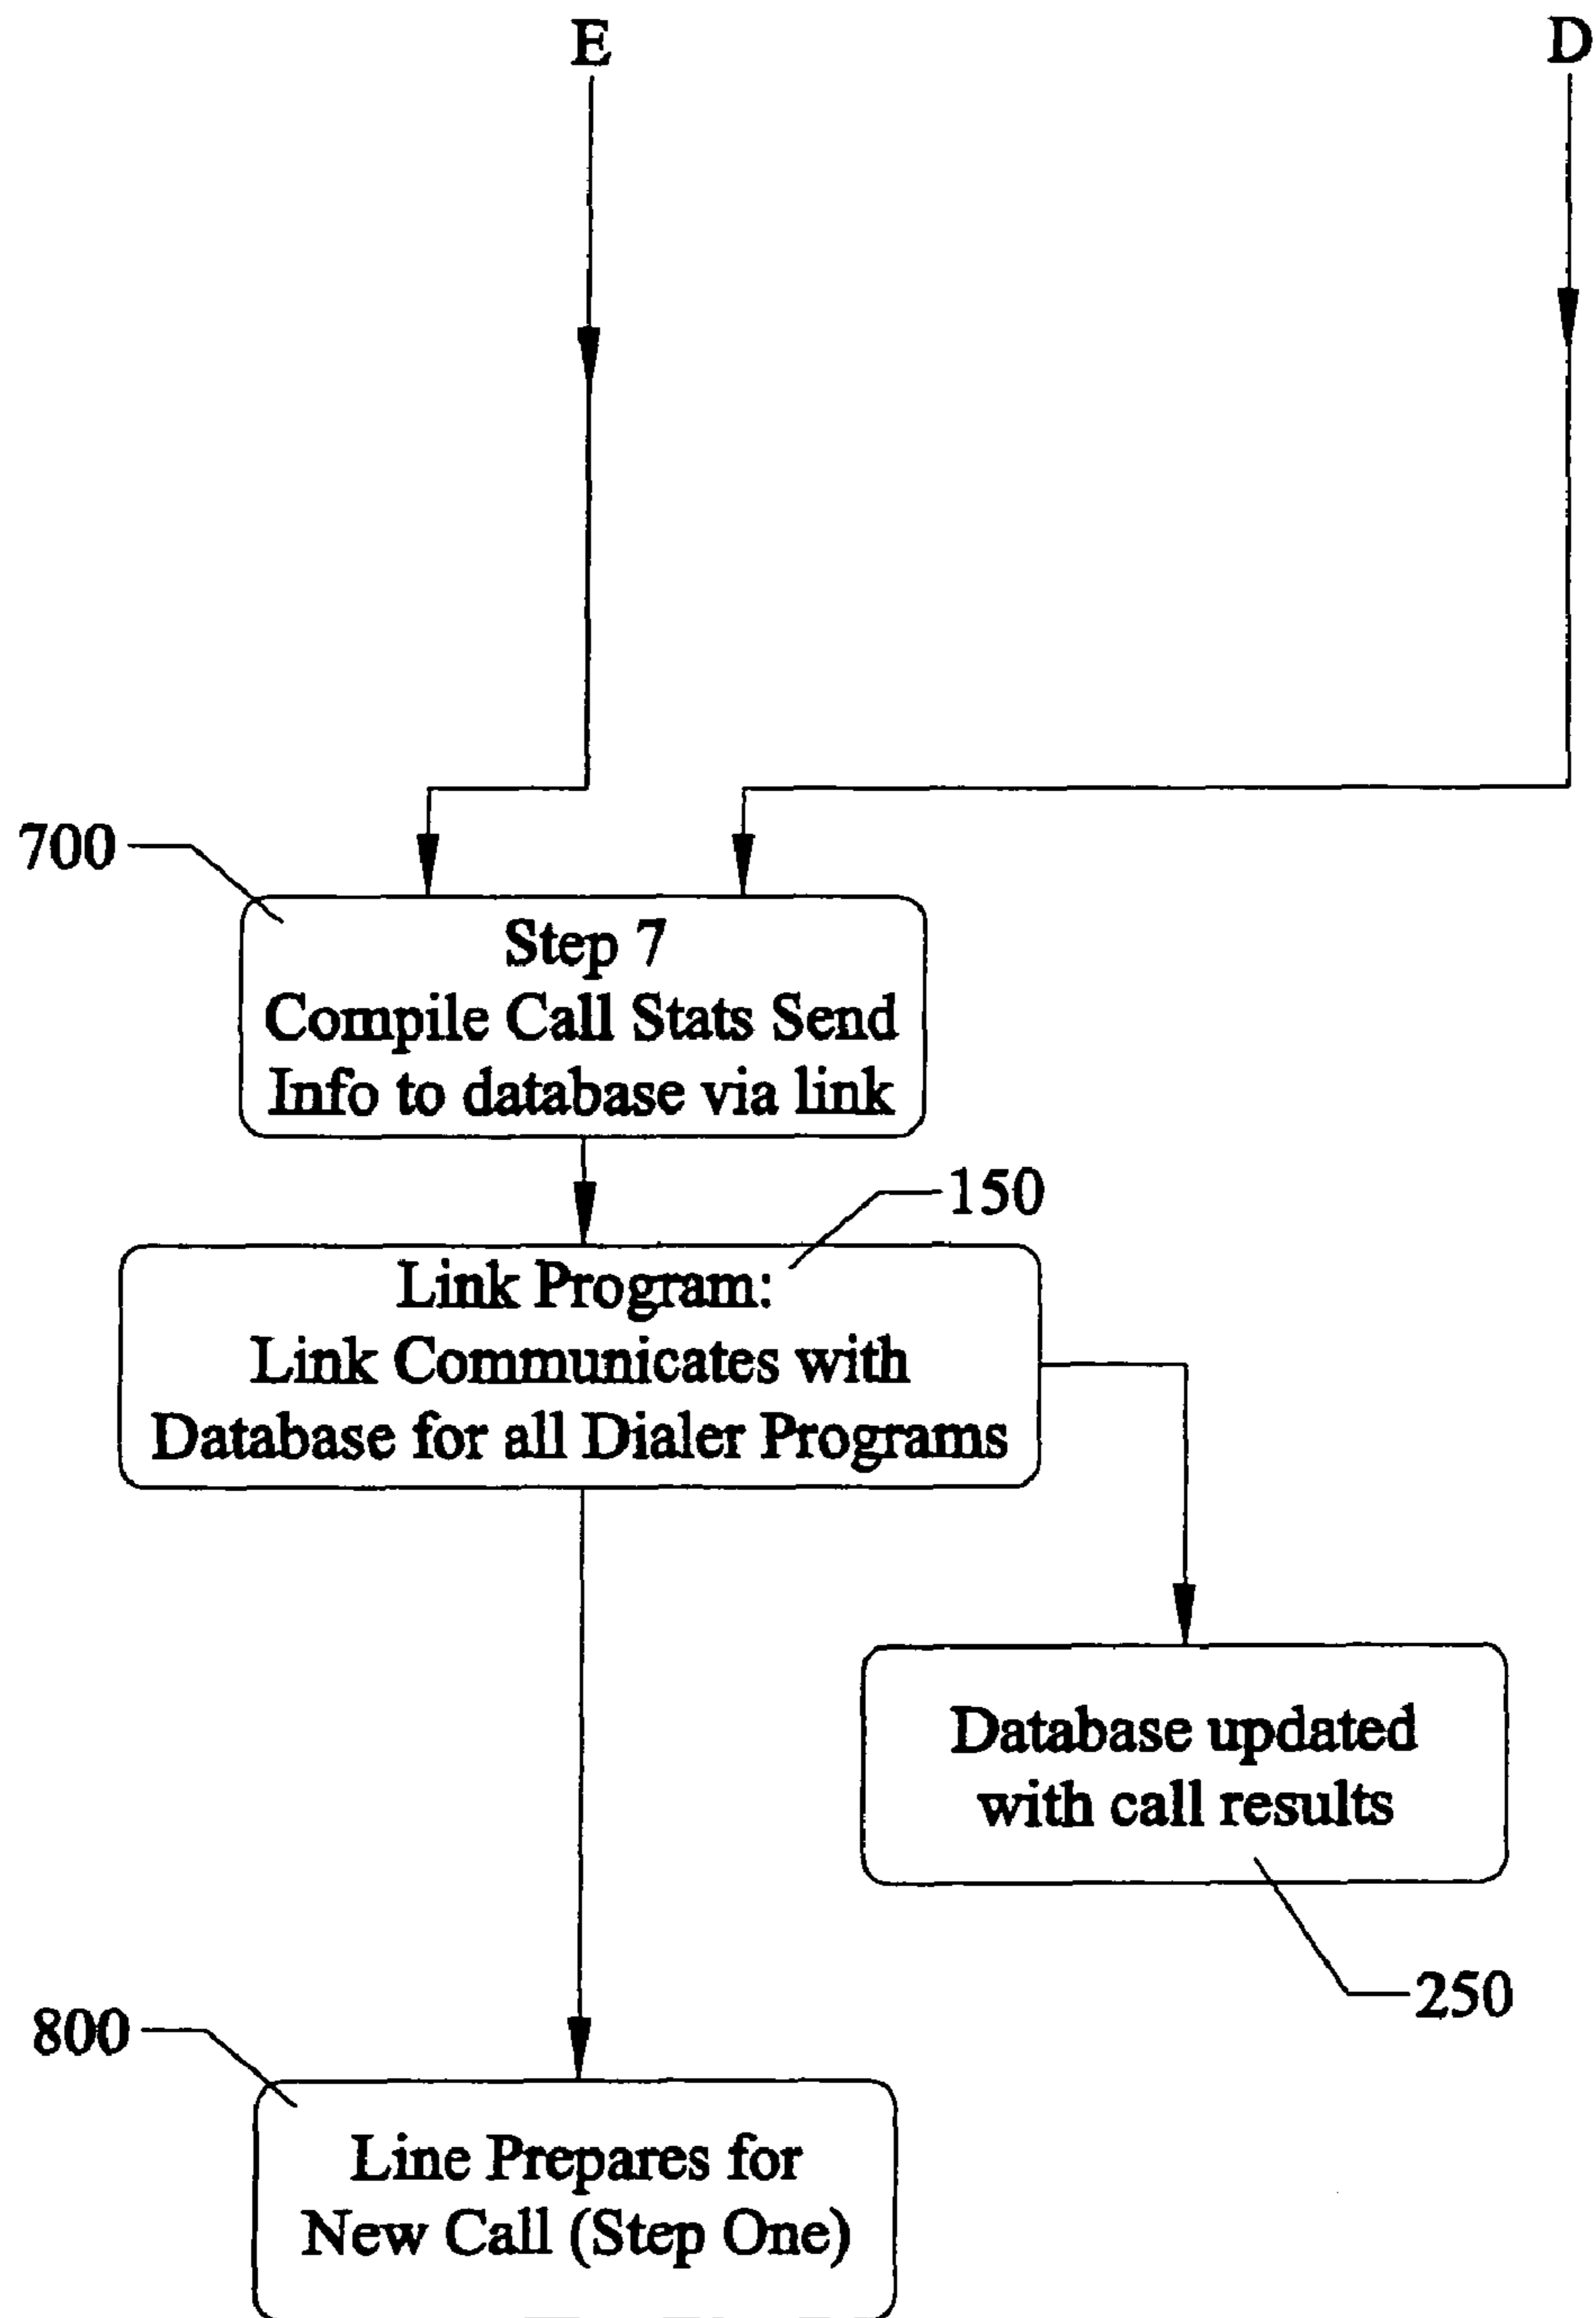 E
D
700
Step 7
Compile Call Stats Send
Info to database via link
150
Link Program:
Link Communicates with
Database for all Dialer Programs
Database updated
with call results
250
800
Line Prepares for
New Call (Step One)